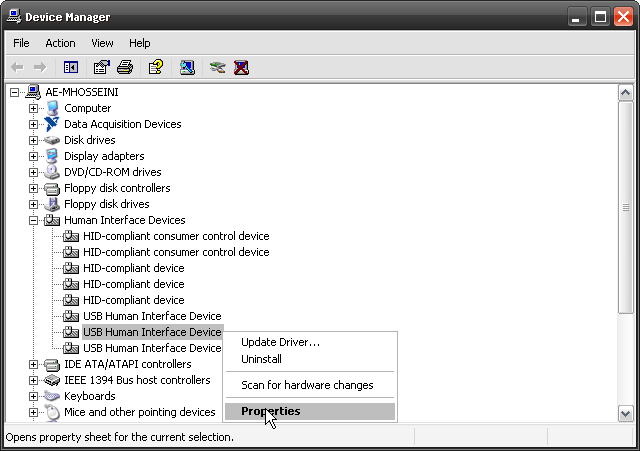 Device Manager
File Action View Help
AE-MHOSSEINI
Computer
Data Acquisition Devices
Disk drives
Display adapters
DVD/CD-ROM drives
Floppy disk controllers
Floppy disk drives
Human Interface Devices
HID-compliant consumer control device
HID-compliant consumer control device
HID-compliant device
HID-compliant device
HID-compliant device
USB Human Interface Device
USB Human Interface Device
USB Human Interface Device
IDE ATA/ATAPI controllers
IEEE 1394 Bus host controllers
Keyboards
Mice and other pointing devices
Update Driver...
Uninstall
Scan for hardware changes
Properties
Opens property sheet for the current selection.